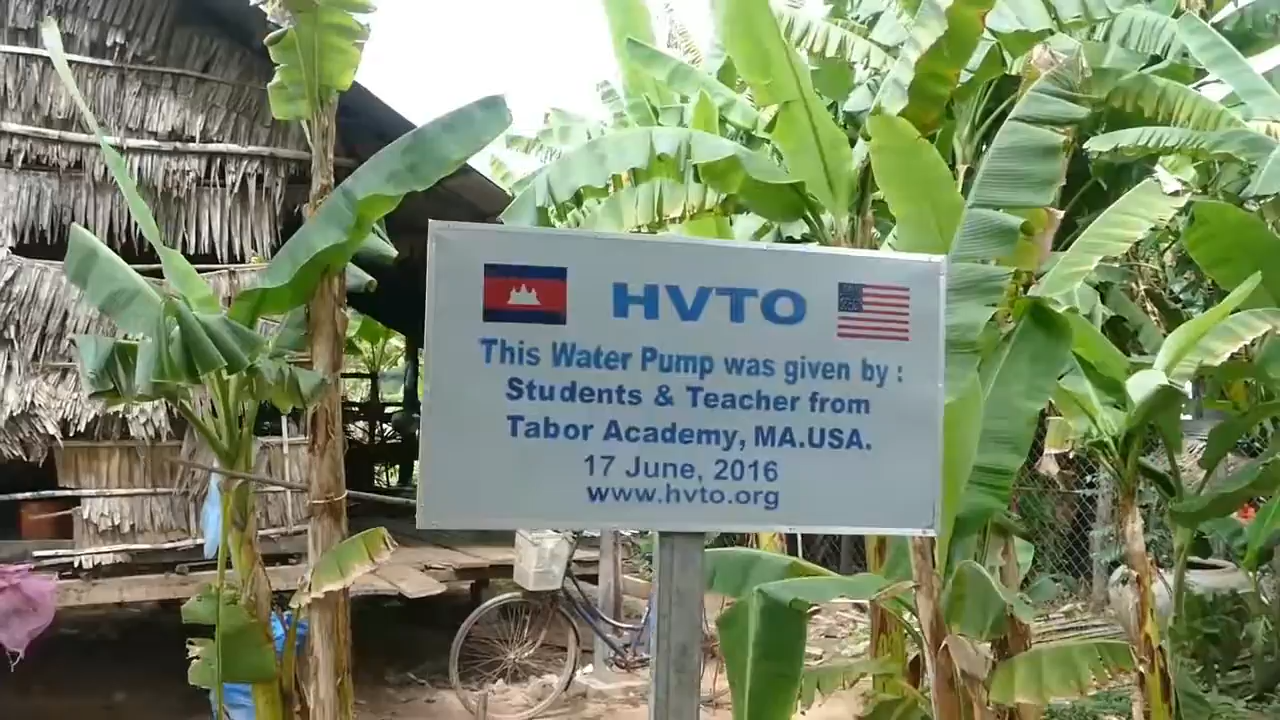 HVTO
This Water Pump was given by :
Students & Teacher from
Tabor Academy, MA.USA.
17 June, 2016
www.hvto.org